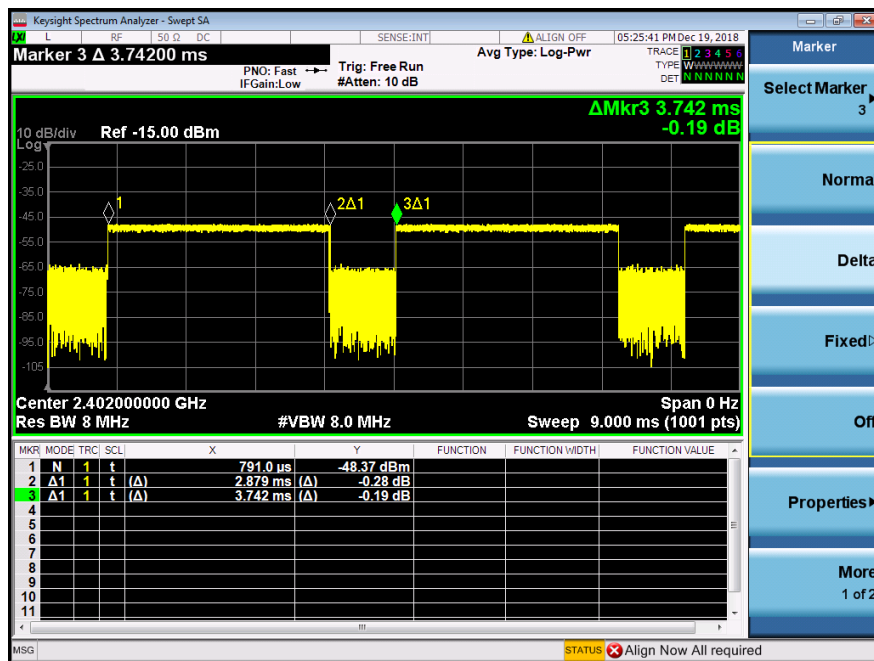 Keysight Spectrum Analyzer - Swept SA
LXI L RF 50 Ω DC SENSE:INT ALIGN OFF 05:25:41 PM Dec 19, 2018
Marker 3 Δ 3.74200 ms
PNO: Fast
IFGain:Low
Trig: Free Run
#Atten: 10 dB
Avg Type: Log-Pwr
TRACE 1 2 3 4 5 6
TYPE WWWWWW
DET N N N N N N
ΔMkr3 3.742 ms
-0.19 dB
10 dB/div Ref -15.00 dBm
Log
-25.0
-35.0
-45.0
-55.0
-65.0
-75.0
-85.0
-95.0
-105
1 2Δ1 3Δ1
Center 2.402000000 GHz Span 0 Hz
Res BW 8 MHz #VBW 8.0 MHz Sweep 9.000 ms (1001 pts)
MKR MODE TRC SCL X Y FUNCTION FUNCTION WIDTH FUNCTION VALUE
1 N 1 t 791.0 µs -48.37 dBm
2 Δ1 1 t (Δ) 2.879 ms (Δ) -0.28 dB
3 Δ1 1 t (Δ) 3.742 ms (Δ) -0.19 dB
4
5
6
7
8
9
10
11
MSG STATUS Align Now All required
Marker
Select Marker
3
Norma
Delta
Fixed
Off
Properties
More
1 of 2